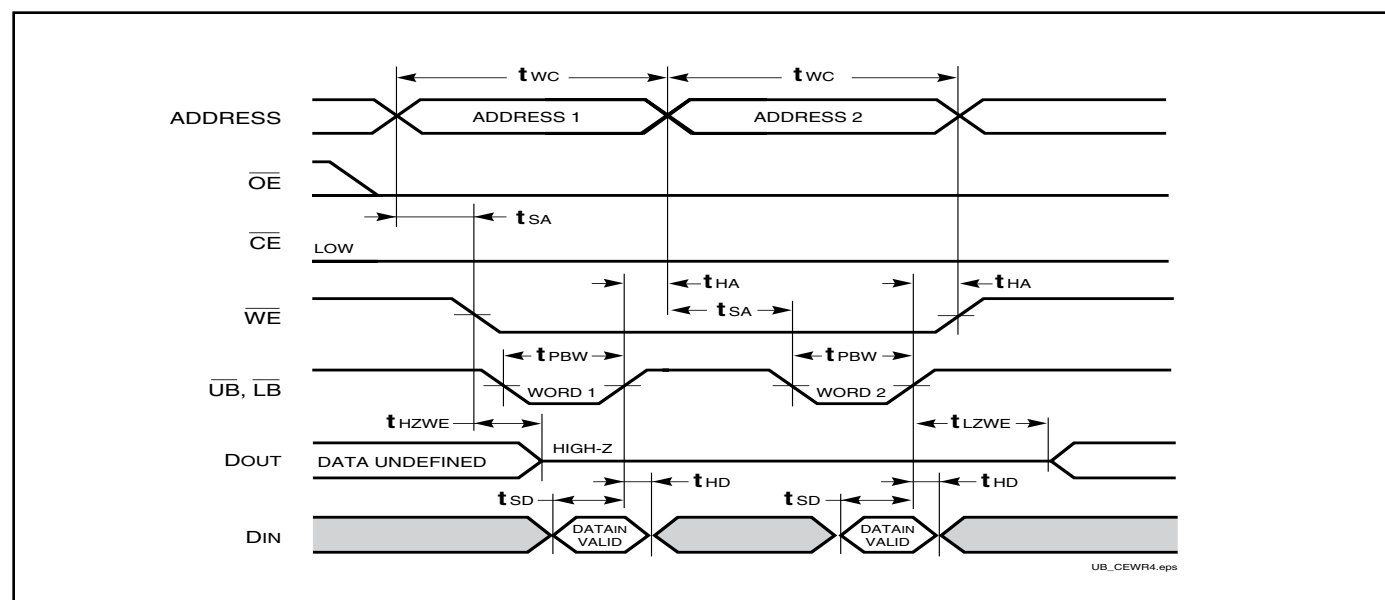 tWC tWC
ADDRESS ADDRESS 1 ADDRESS 2
OE
tSA
CE LOW
tHA tHA
WE tSA
tPBW tPBW
UB, LB WORD 1 WORD 2
tHZWE tLZWE
DOUT DATA UNDEFINED HIGH-Z
tSD tHD tSD tHD
DIN DATAIN VALID DATAIN VALID
UB_CEWR4.eps